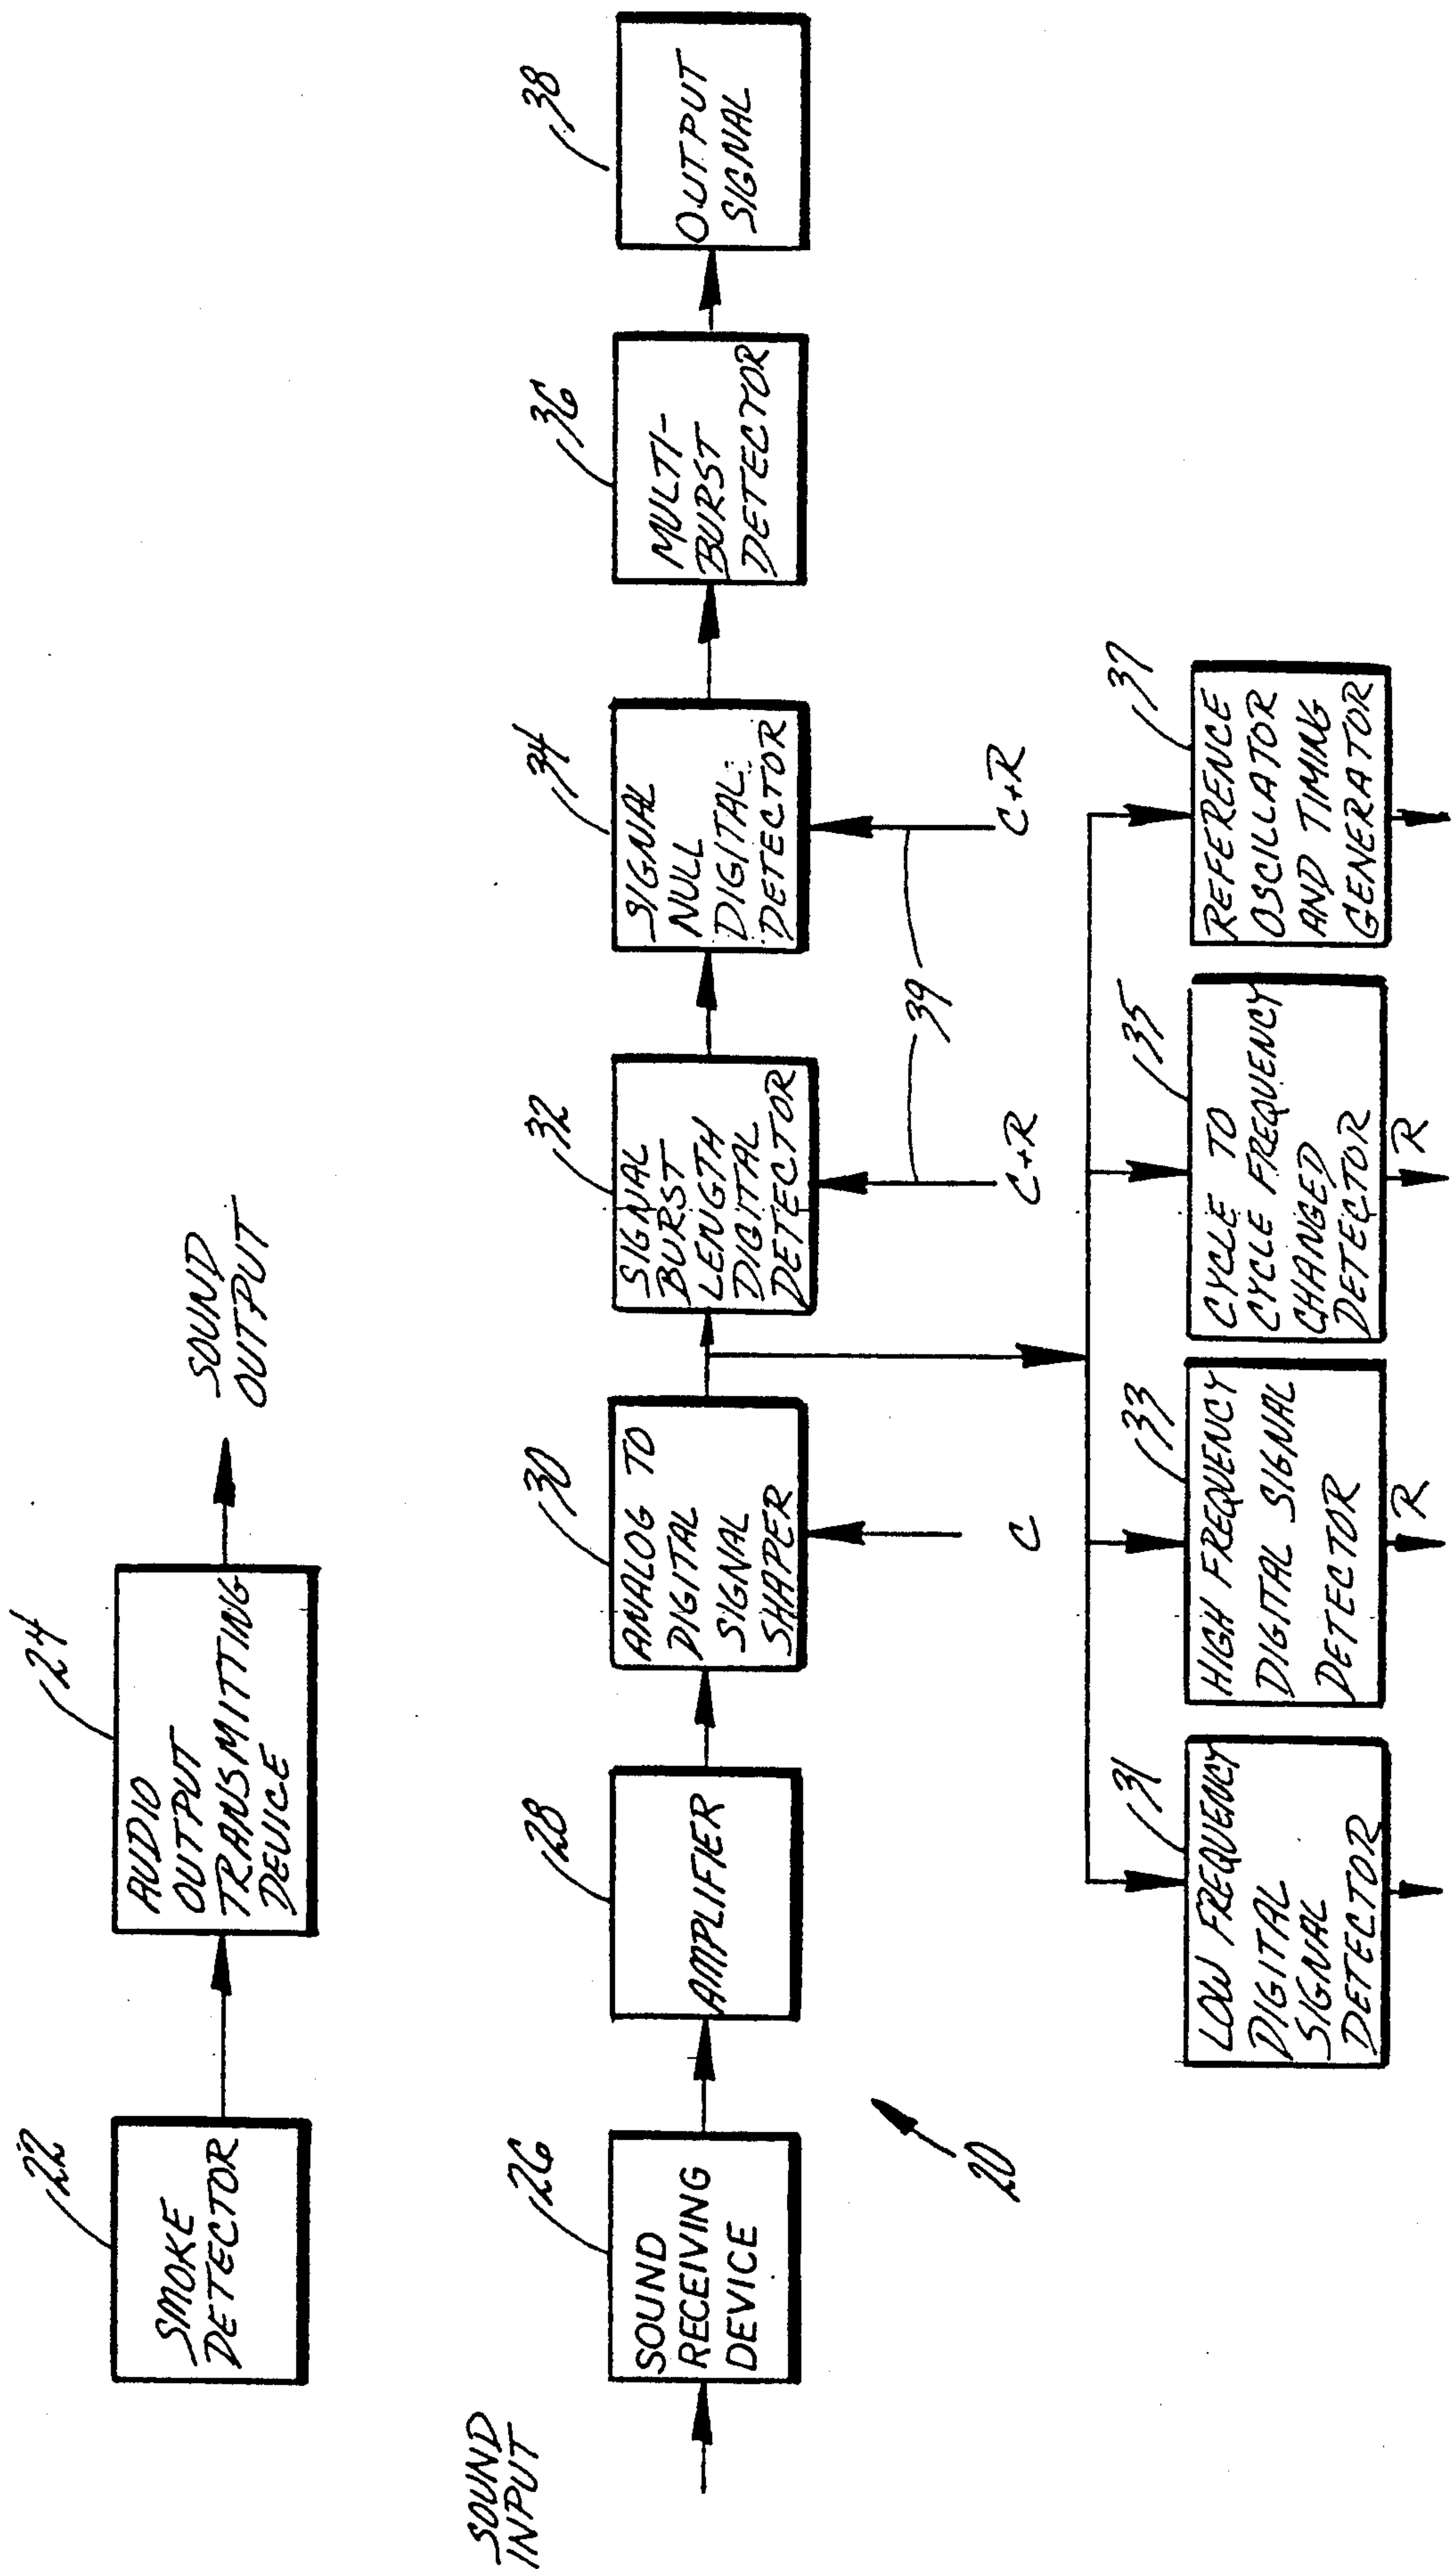 22
SMOKE
DETECTOR
24
AUDIO
OUTPUT
TRANSMITTING
DEVICE
SOUND
OUTPUT
SOUND
INPUT
26
SOUND
RECEIVING
DEVICE
28
AMPLIFIER
30
ANALOG TO
DIGITAL
SIGNAL
SHAPER
C
32
SIGNAL
BURST
LENGTH
DIGITAL
DETECTOR
C+R
39
34
SIGNAL
NULL
DIGITAL
DETECTOR
C+R
36
MULTI-
BURST
DETECTOR
38
OUTPUT
SIGNAL
20
31
LOW FREQUENCY
DIGITAL
SIGNAL
DETECTOR
33
HIGH FREQUENCY
DIGITAL SIGNAL
DETECTOR
R
35
CYCLE TO
CYCLE FREQUENCY
CHANGED
DETECTOR
R
37
REFERENCE
OSCILLATOR
AND TIMING
GENERATOR